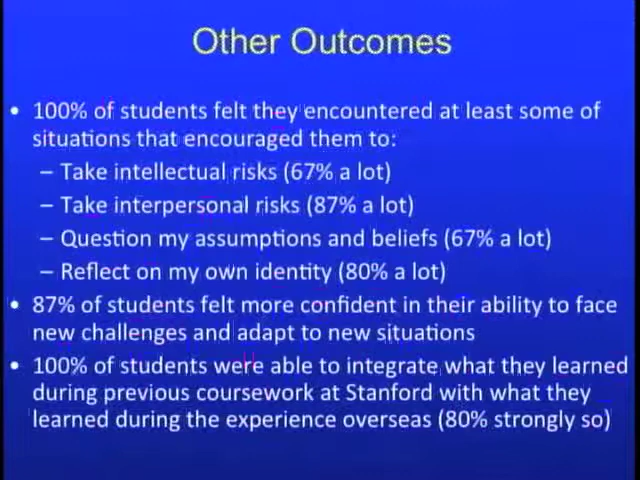 Other Outcomes
• 100% of students felt they encountered at least some of
situations that encouraged them to:
– Take intellectual risks (67% a lot)
– Take interpersonal risks (87% a lot)
– Question my assumptions and beliefs (67% a lot)
– Reflect on my own identity (80% a lot)
• 87% of students felt more confident in their ability to face
new challenges and adapt to new situations
• 100% of students were able to integrate what they learned
during previous coursework at Stanford with what they
learned during the experience overseas (80% strongly so)